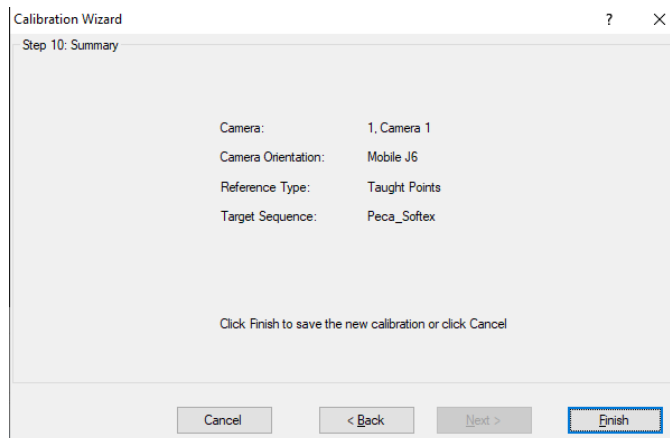 Calibration Wizard ?
Step 10: Summary
Camera: 1, Camera 1
Camera Orientation: Mobile J6
Reference Type: Taught Points
Target Sequence: Peca_Softex
Click Finish to save the new calibration or click Cancel
Cancel < Back Next > Finish